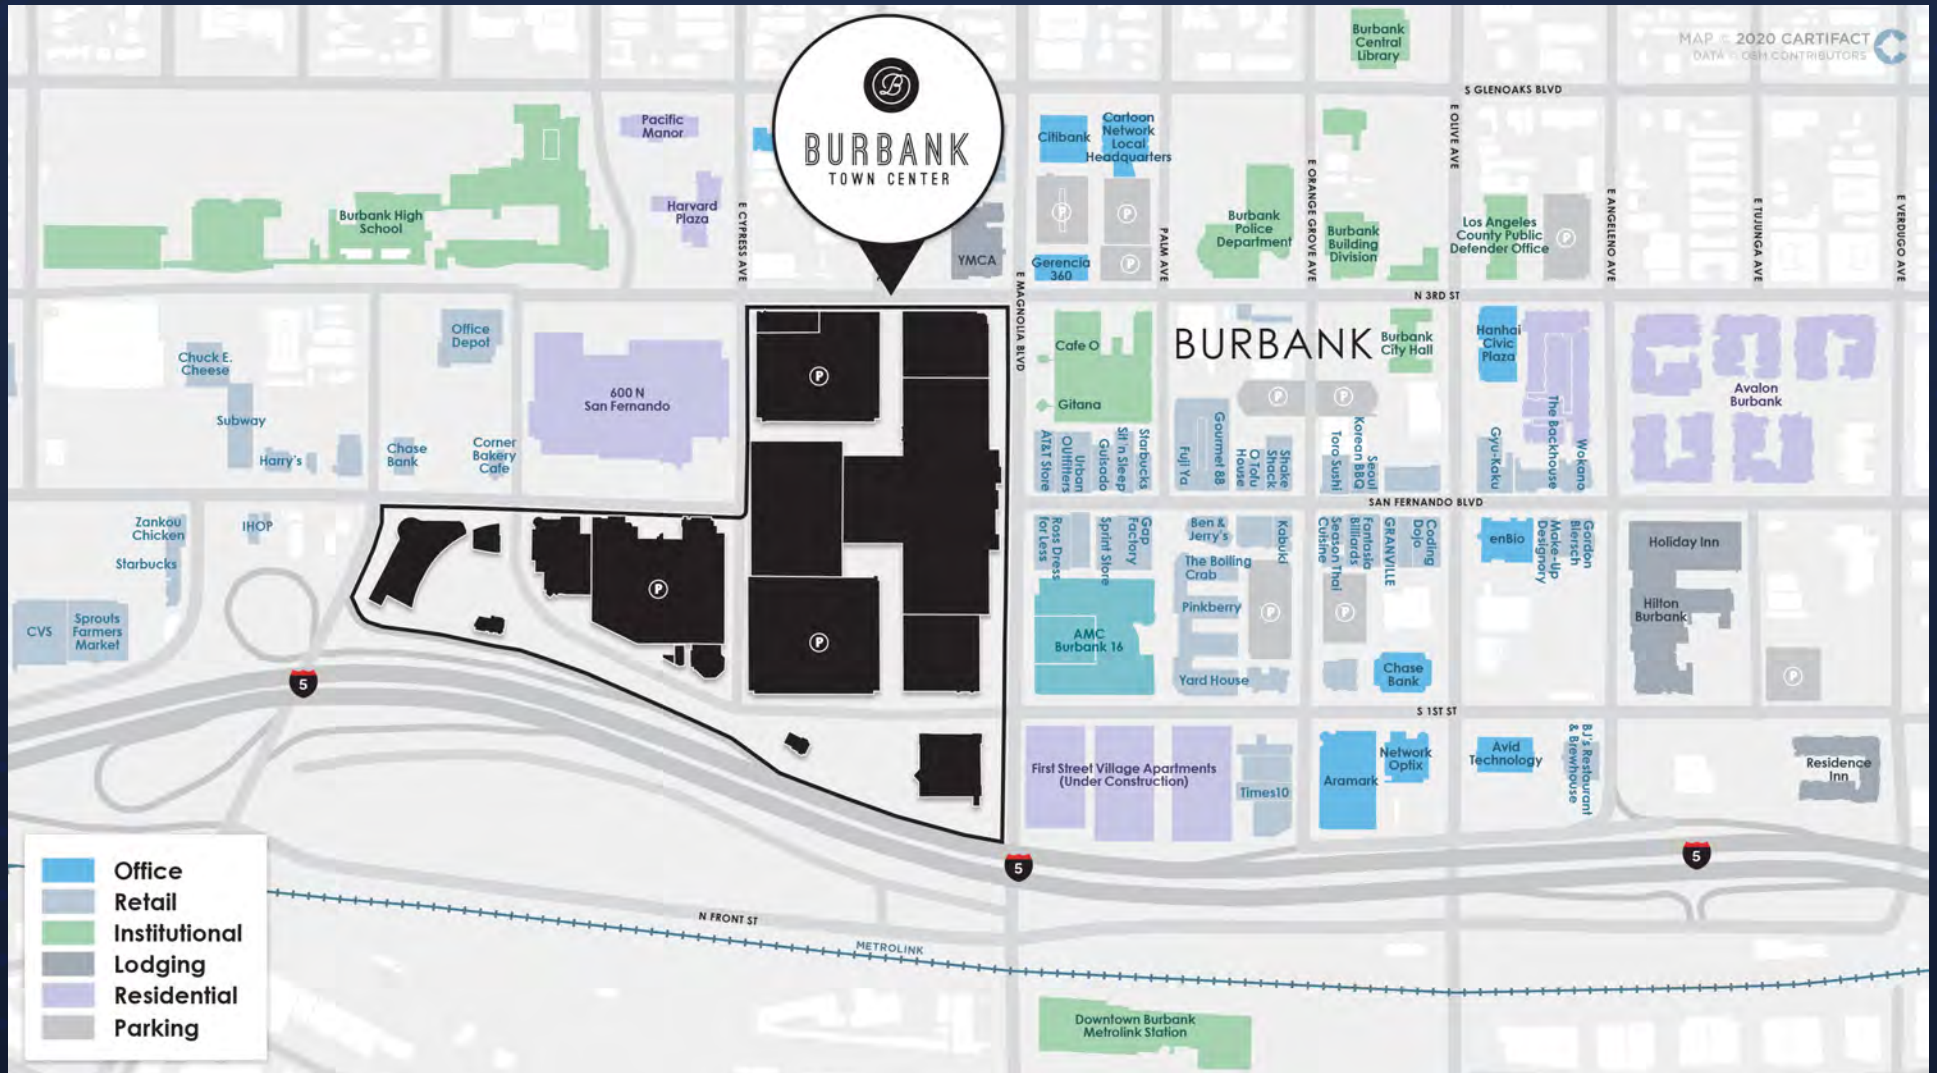 Burbank
Central
Library
MAP © 2020 CARTIFACT
DATA © OSM CONTRIBUTORS
S GLENOAKS BLVD
B
BURBANK
TOWN CENTER
Pacific
Manor
Harvard
Plaza
Burbank High
School
E CYPRESS AVE
YMCA
Citibank
Cartoon
Network
Local
Headquarters
P
P
P
Gerencia
360
E MAGNOLIA BLVD
PALM AVE
Burbank
Police
Department
E ORANGE GROVE AVE
Burbank
Building
Division
E OLIVE AVE
Los Angeles
County Public
Defender Office
P
E ANGELENO AVE
E TUJUNGA AVE
E VERDUGO AVE
N 3RD ST
Chuck E.
Cheese
Subway
Harry's
Office
Depot
Chase
Bank
Corner
Bakery
Cafe
600 N
San Fernando
P
Cafe O
Gitana
BURBANK
Burbank
City Hall
P
P
Hanhai
Civic
Plaza
Avalon
Burbank
AT&T Store
Urban
Outfitters
Guisado
Sit 'n Sleep
Starbucks
Fuji Ya
Gourmet 88
O Tofu
House
Shake
Shack
Toro Sushi
Seoul
Korean BBQ
Gyu-Kaku
The Backhouse
Wokano
SAN FERNANDO BLVD
Zankou
Chicken
Starbucks
IHOP
CVS
Sprouts
Farmers
Market
P
P
Ross Dress
for Less
Sprint Store
Gap
Factory
Ben &
Jerry's
Kabuki
The Boiling
Crab
Pinkberry
Yard House
P
Season Thai
Cuisine
Fantasia
Billiards
GRANVILLE
Coding
Dojo
P
Chase
Bank
enBio
Make-Up
Designory
Gordon
Biersch
Holiday Inn
Hilton
Burbank
P
AMC
Burbank 16
S 1ST ST
5
First Street Village Apartments
(Under Construction)
Times10
Aramark
Network
Optix
Avid
Technology
BJ's Restaurant
& Brewhouse
Residence
Inn
5
5
Office
Retail
Institutional
Lodging
Residential
Parking
N FRONT ST
METROLINK
Downtown Burbank
Metrolink Station